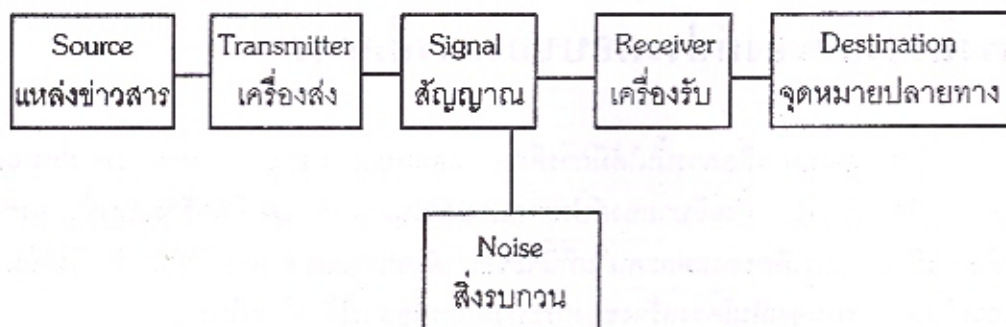 Source
แหล่งข่าวสาร
Transmitter
เครื่องส่ง
Signal
สัญญาณ
Receiver
เครื่องรับ
Destination
จุดหมายปลายทาง
Noise
สิ่งรบกวน